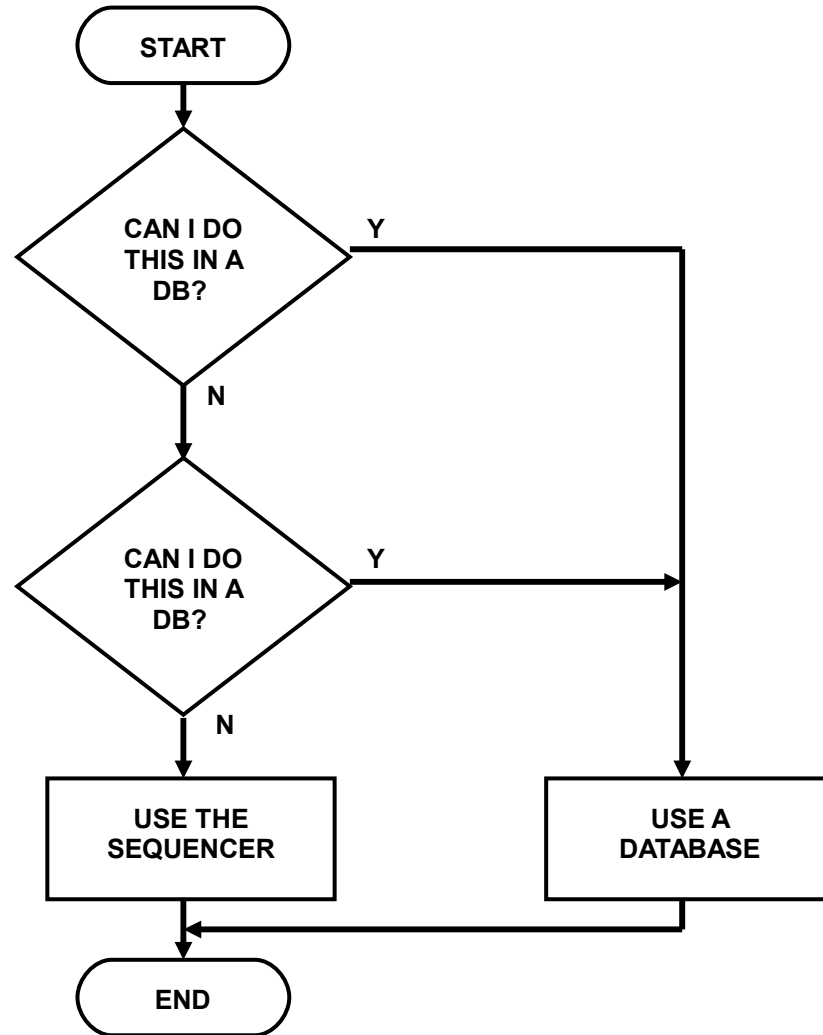 START
CAN I DO
THIS IN A
DB?
Y
N
CAN I DO
THIS IN A
DB?
Y
N
USE THE
SEQUENCER
USE A
DATABASE
END